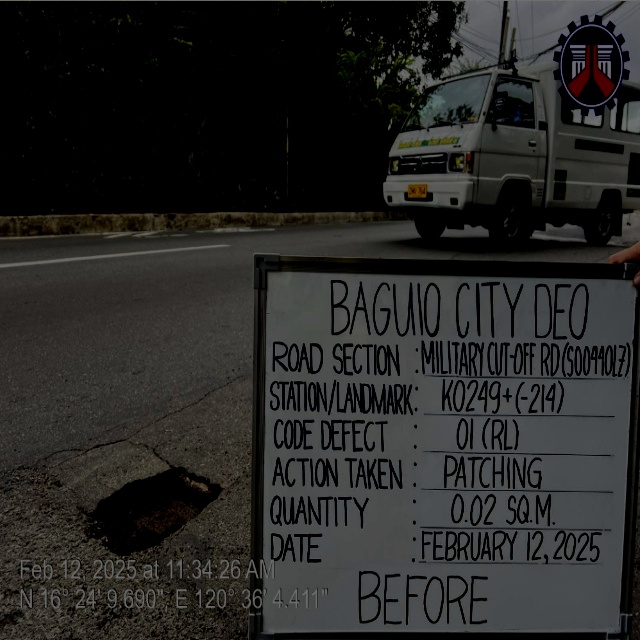 BAGUIO CITY DEO
ROAD SECTION : MILITARY CUT-OFF RD (S00440LZ)
STATION/LANDMARK: K0249+(-214)
CODE DEFECT : 01 (RL)
ACTION TAKEN : PATCHING
QUANTITY : 0.02 SQ.M.
DATE : FEBRUARY 12, 2025
BEFORE
Feb 12, 2025 at 11:34:26 AM
N 16° 24' 9.690", E 120° 36' 4.411"